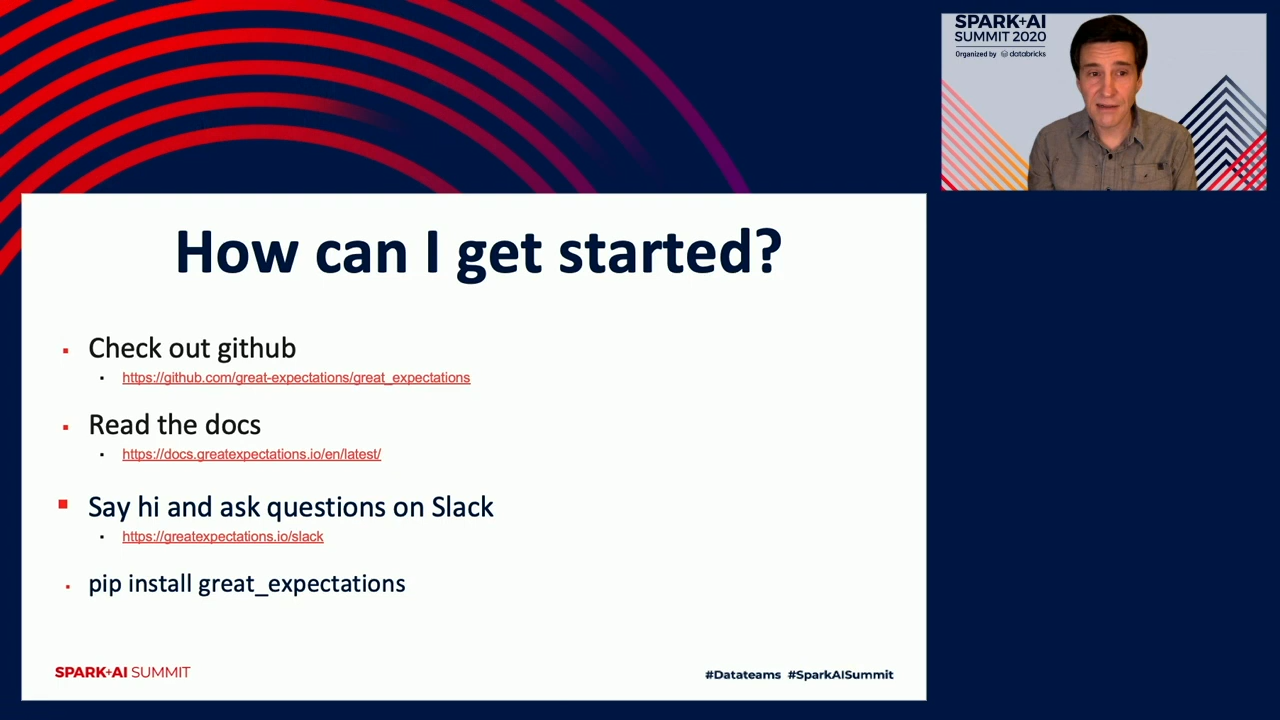 SPARK+AI
SUMMIT 2020
Organized by databricks
How can I get started?
Check out github
https://github.com/great-expectations/great_expectations
Read the docs
https://docs.greatexpectations.io/en/latest/
Say hi and ask questions on Slack
https://greatexpectations.io/slack
pip install great_expectations
SPARK+AI SUMMIT
#Datateams #SparkAISummit